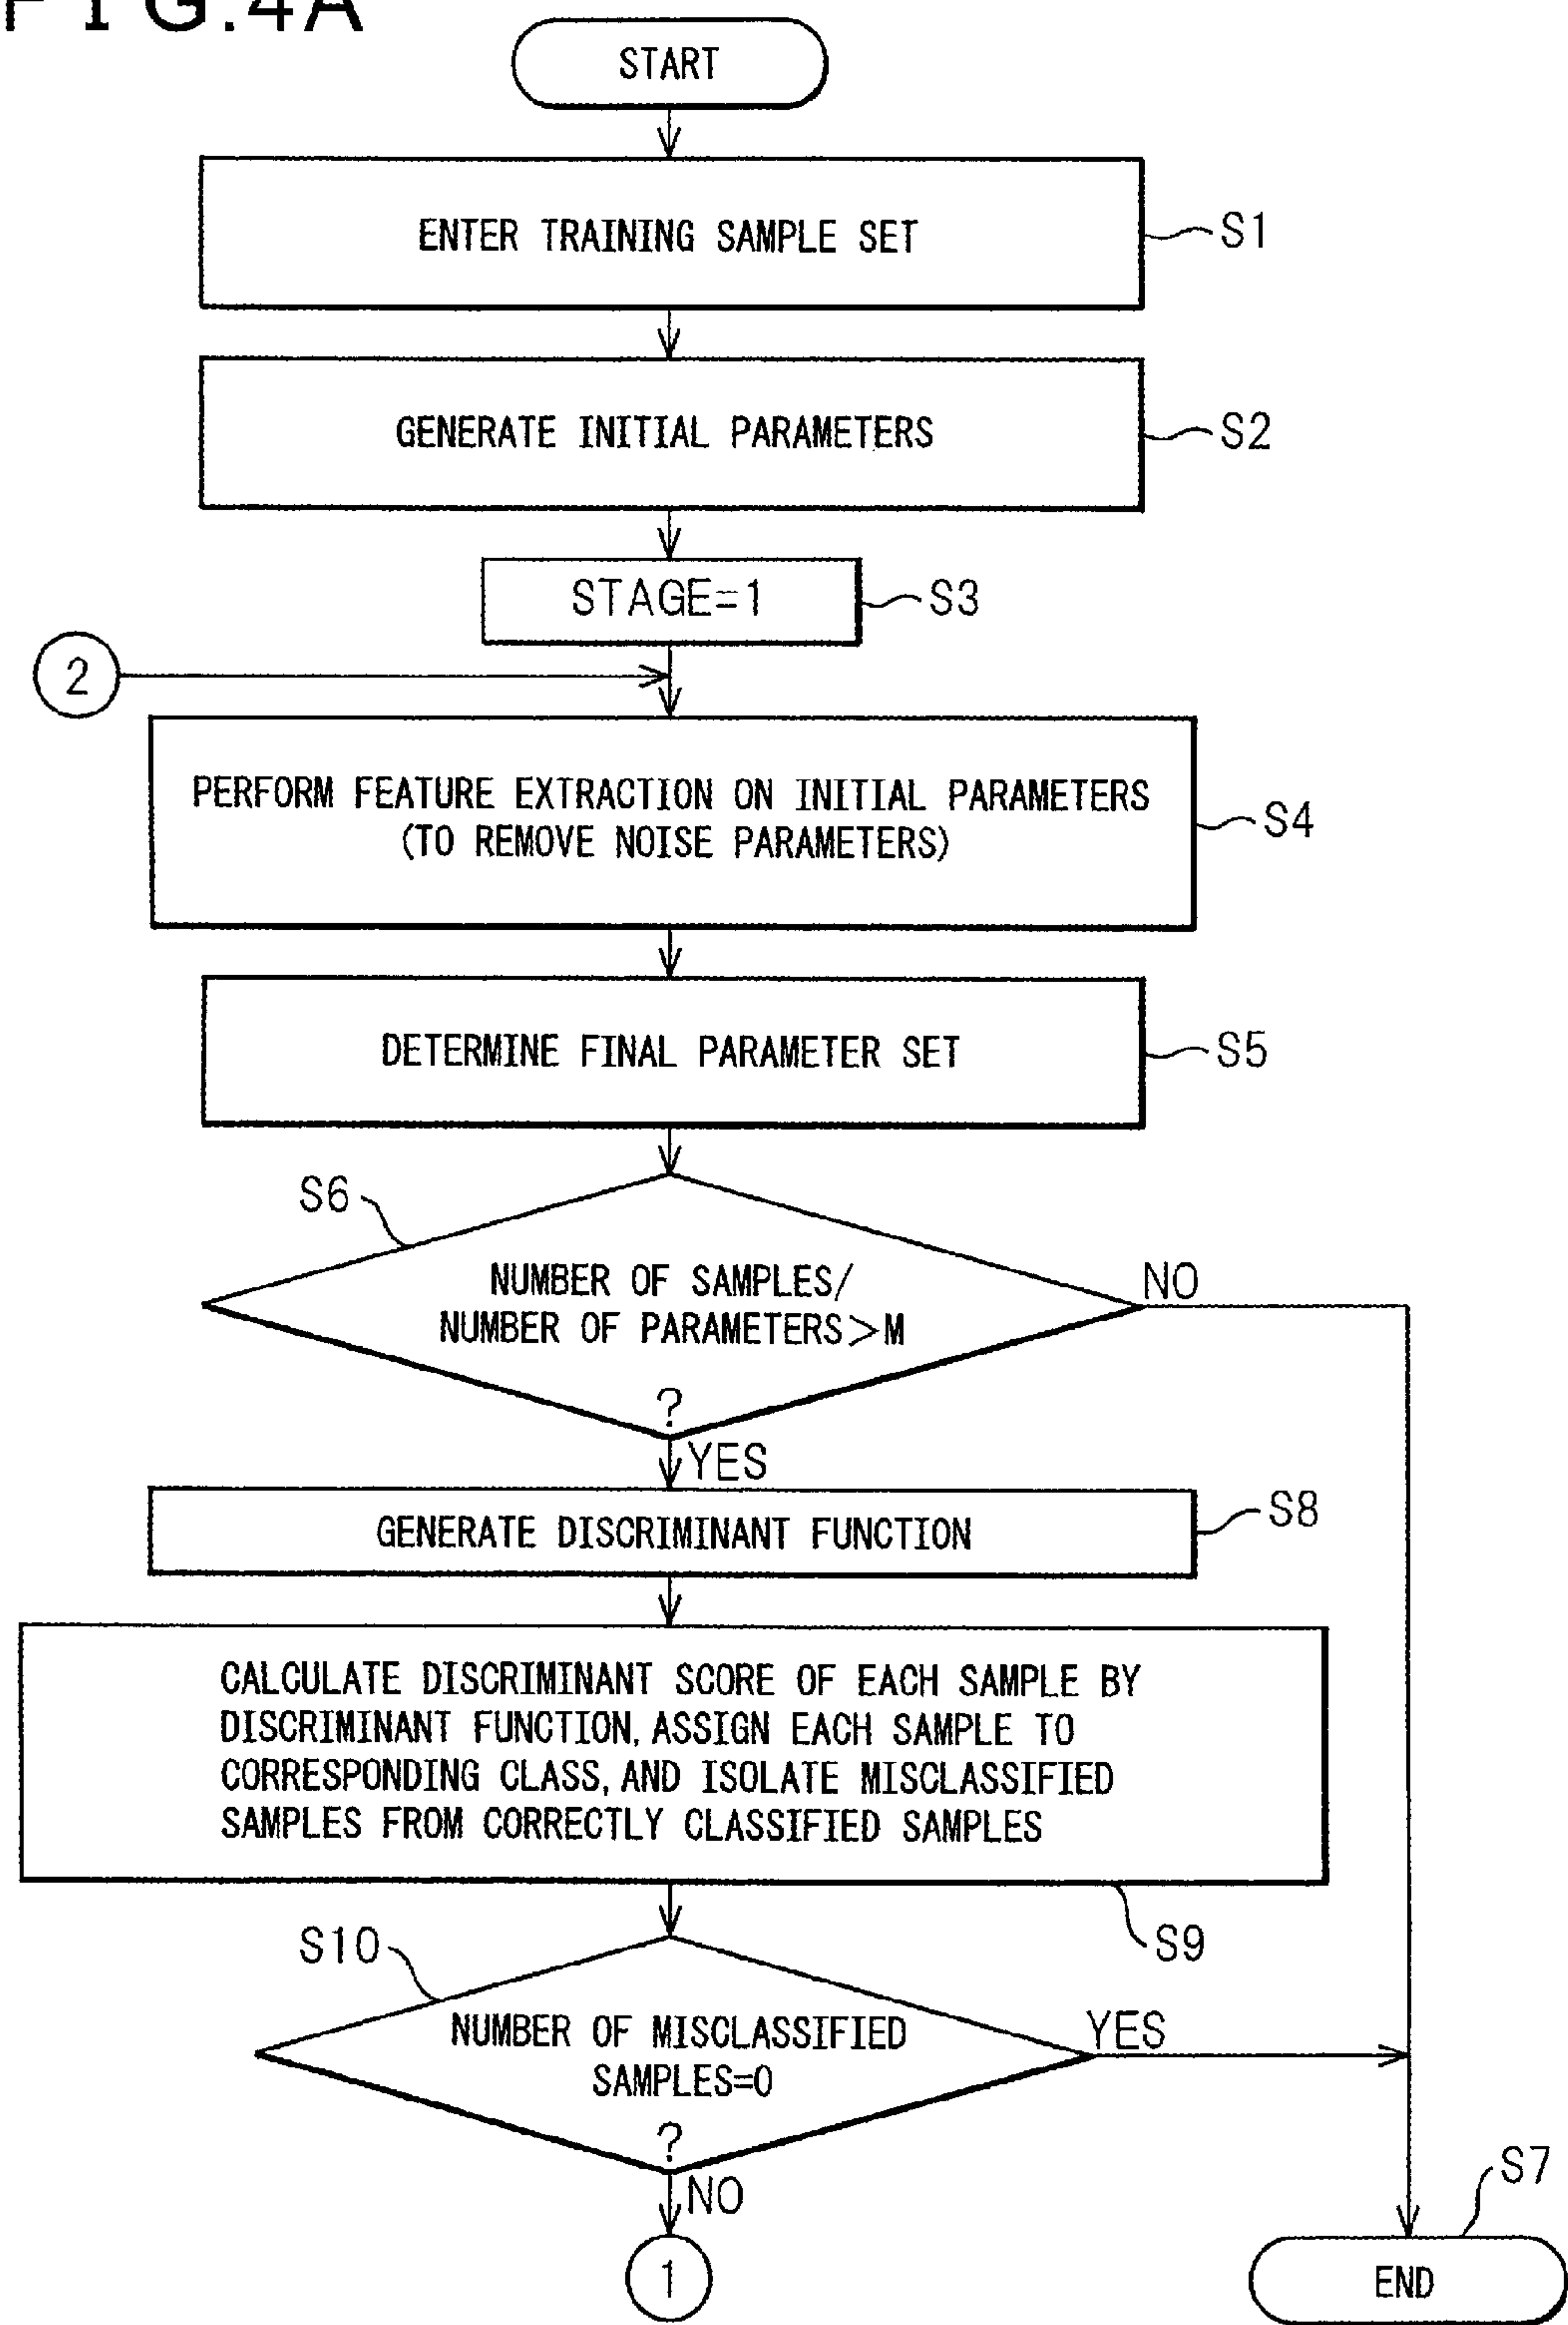 FIG.4A
START
ENTER TRAINING SAMPLE SET
S1
GENERATE INITIAL PARAMETERS
S2
STAGE=1
S3
2
PERFORM FEATURE EXTRACTION ON INITIAL PARAMETERS
(TO REMOVE NOISE PARAMETERS)
S4
DETERMINE FINAL PARAMETER SET
S5
S6
NUMBER OF SAMPLES/
NUMBER OF PARAMETERS>M
?
NO
YES
GENERATE DISCRIMINANT FUNCTION
S8
CALCULATE DISCRIMINANT SCORE OF EACH SAMPLE BY
DISCRIMINANT FUNCTION, ASSIGN EACH SAMPLE TO
CORRESPONDING CLASS, AND ISOLATE MISCLASSIFIED
SAMPLES FROM CORRECTLY CLASSIFIED SAMPLES
S9
S10
NUMBER OF MISCLASSIFIED
SAMPLES=0
?
YES
NO
1
S7
END